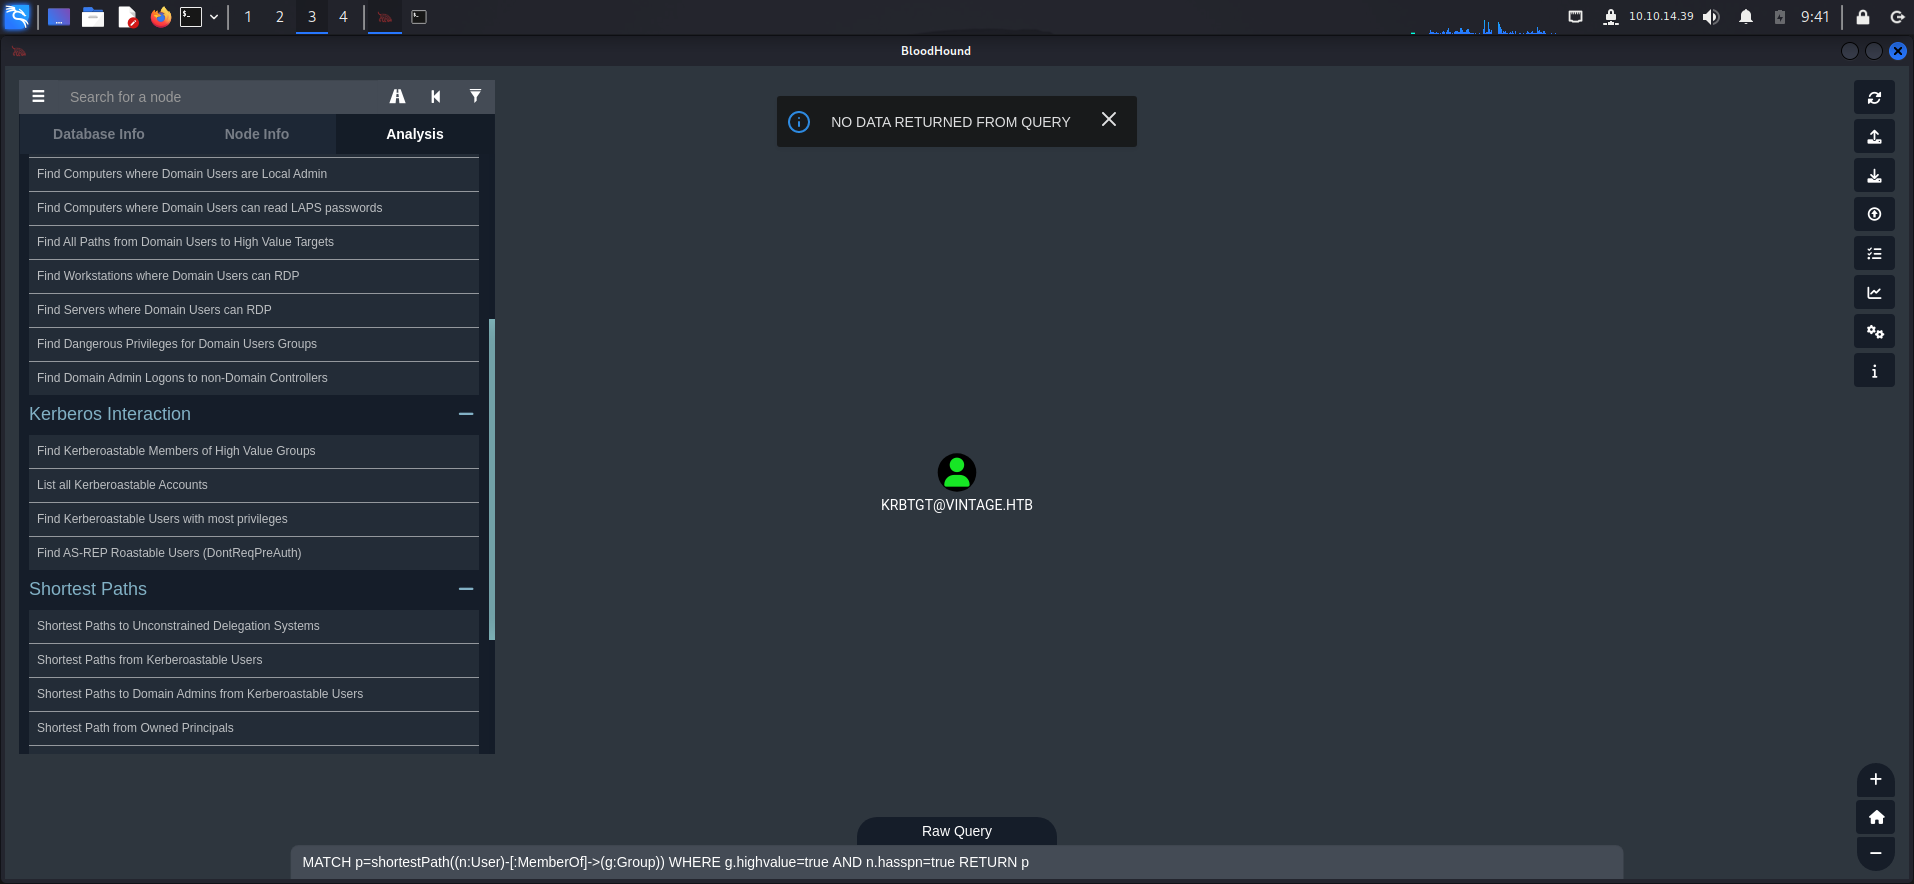 1 2 3 4
10.10.14.39
9:41
BloodHound
Search for a node
Database Info Node Info Analysis
NO DATA RETURNED FROM QUERY
Find Computers where Domain Users are Local Admin
Find Computers where Domain Users can read LAPS passwords
Find All Paths from Domain Users to High Value Targets
Find Workstations where Domain Users can RDP
Find Servers where Domain Users can RDP
Find Dangerous Privileges for Domain Users Groups
Find Domain Admin Logons to non-Domain Controllers
Kerberos Interaction
Find Kerberoastable Members of High Value Groups
List all Kerberoastable Accounts
Find Kerberoastable Users with most privileges
Find AS-REP Roastable Users (DontReqPreAuth)
Shortest Paths
Shortest Paths to Unconstrained Delegation Systems
Shortest Paths from Kerberoastable Users
Shortest Paths to Domain Admins from Kerberoastable Users
Shortest Path from Owned Principals
KRBTGT@VINTAGE.HTB
Raw Query
MATCH p=shortestPath((n:User)-[:MemberOf]->(g:Group)) WHERE g.highvalue=true AND n.hasspn=true RETURN p